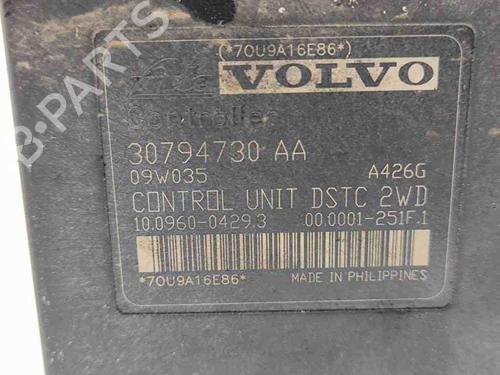 (*70U9A16E86*)
Ate VOLVO
Controller
30794730 AA
09W035 A426G
CONTROL UNIT DSTC 2WD
10.0960-0429.3 00.0001-251F.1
*70U9A16E86* MADE IN PHILIPPINES
B-PARTS